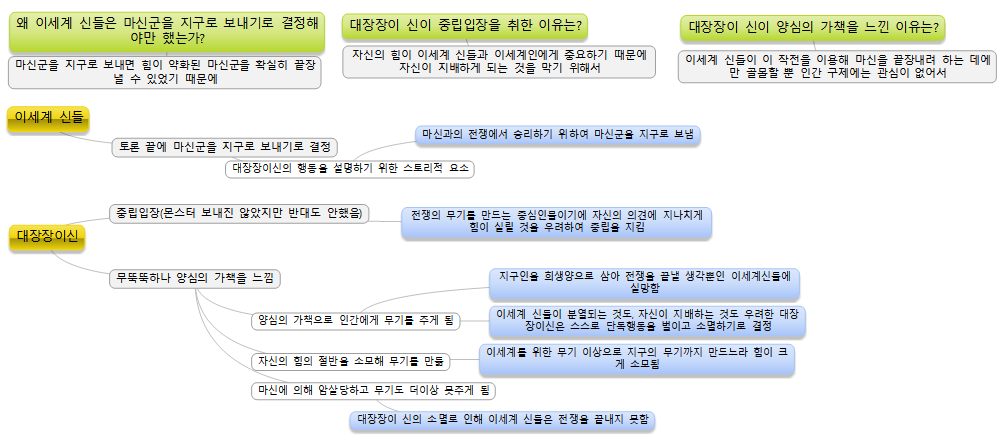 왜 이세계 신들은 마신군을 지구로 보내기로 결정해
야만 했는가?
마신군을 지구로 보내면 힘이 약화된 마신군을 확실히 끝장
낼 수 있었기 때문에
대장장이 신이 중립입장을 취한 이유는?
자신의 힘이 이세계 신들과 이세계인에게 중요하기 때문에
자신이 지배하게 되는 것을 막기 위해서
대장장이 신이 양심의 가책을 느낀 이유는?
이세계 신들이 이 작전을 이용해 마신을 끝장내려 하는 데에
만 골몰할 뿐 인간 구제에는 관심이 없어서
이세계 신들
토론 끝에 마신군을 지구로 보내기로 결정
마신과의 전쟁에서 승리하기 위하여 마신군을 지구로 보냄
대장장이신의 행동을 설명하기 위한 스토리적 요소
대장장이신
중립입장(몬스터 보내진 않았지만 반대도 안했음)
전쟁의 무기를 만드는 중심인물이기에 자신의 의견에 지나치게
힘이 실릴 것을 우려하여 중립을 지킴
무뚝뚝하나 양심의 가책을 느낌
양심의 가책으로 인간에게 무기를 주게 됨
지구인을 희생양으로 삼아 전쟁을 끝낼 생각뿐인 이세계신들에
실망함
이세계 신들이 분열되는 것도, 자신이 지배하는 것도 우려한 대장
장이신은 스스로 단독행동을 벌이고 소멸하기로 결정
자신의 힘의 절반을 소모해 무기를 만듦
이세계를 위한 무기 이상으로 지구의 무기까지 만드느라 힘이 크
게 소모됨
마신에 의해 암살당하고 무기도 더이상 못주게 됨
대장장이 신의 소멸로 인해 이세계 신들은 전쟁을 끝내지 못함